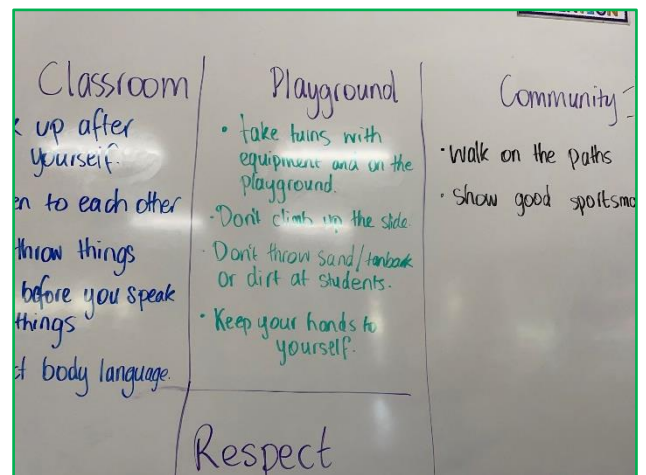 Classroom
up after
yourself.
to each other
throw things
before you speak
things
body language.
Playground
• take turns with
equipment and on the
playground.
• Don't climb up the slide.
• Don't throw sand/tanbark
or dirt at students.
• Keep your hands to
yourself.
Community
• Walk on the paths
• Show good
Respect